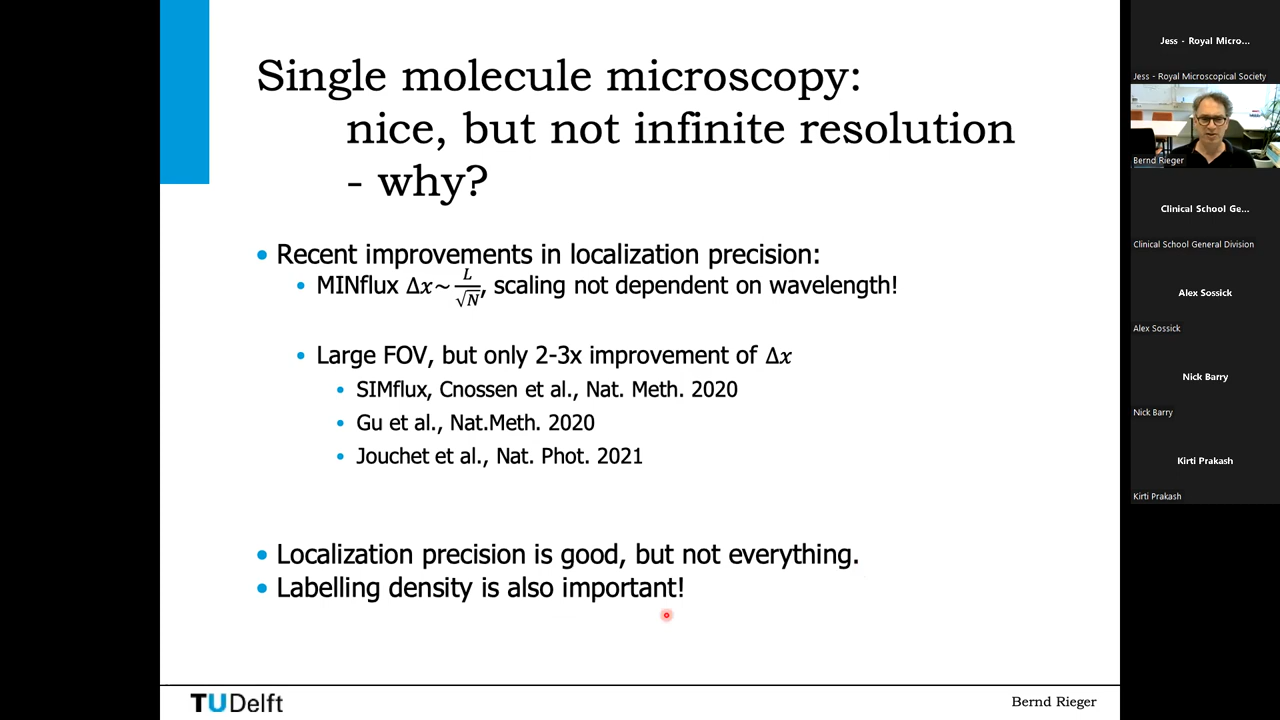 Single molecule microscopy:
nice, but not infinite resolution
- why?
• Recent improvements in localization precision:
• MINflux Δx~L/√N, scaling not dependent on wavelength!
• Large FOV, but only 2-3x improvement of Δx
• SIMflux, Cnossen et al., Nat. Meth. 2020
• Gu et al., Nat.Meth. 2020
• Jouchet et al., Nat. Phot. 2021
• Localization precision is good, but not everything.
• Labelling density is also important!
TUDelft
Bernd Rieger
Jess - Royal Micro...
Jess - Royal Microscopical Society
Bernd Rieger
Clinical School Ge...
Clinical School General Division
Alex Sossick
Alex Sossick
Nick Barry
Nick Barry
Kirti Prakash
Kirti Prakash